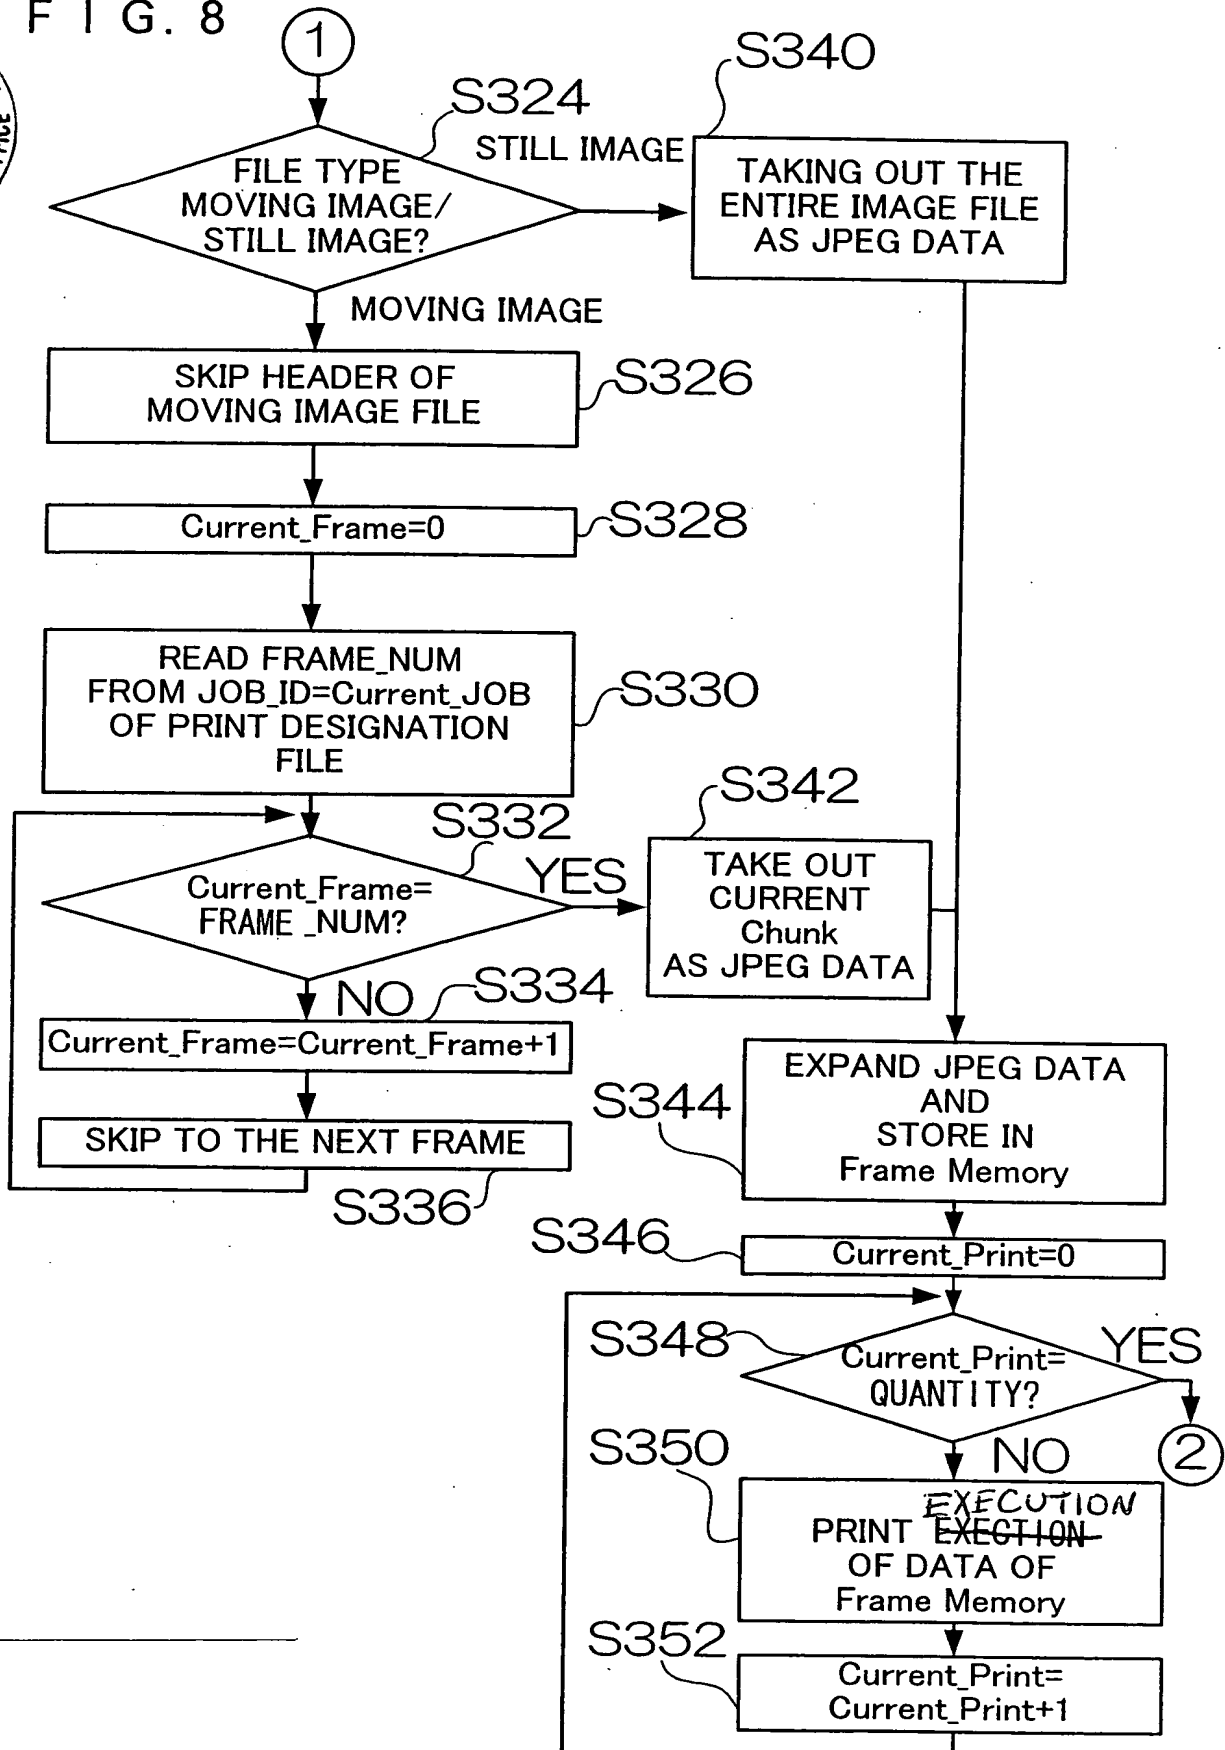 F I G. 8
1
S324
FILE TYPE
MOVING IMAGE/
STILL IMAGE?
STILL IMAGE
S340
TAKING OUT THE
ENTIRE IMAGE FILE
AS JPEG DATA
MOVING IMAGE
SKIP HEADER OF
MOVING IMAGE FILE
S326
Current_Frame=0
S328
READ FRAME_NUM
FROM JOB_ID=Current_JOB
OF PRINT DESIGNATION
FILE
S330
S332
Current_Frame=
FRAME _NUM?
YES
S342
TAKE OUT
CURRENT
Chunk
AS JPEG DATA
NO
S334
Current_Frame=Current_Frame+1
SKIP TO THE NEXT FRAME
S336
S344
EXPAND JPEG DATA
AND
STORE IN
Frame Memory
S346
Current_Print=0
S348
Current_Print=
QUANTITY?
YES
2
NO
S350
EXECUTION
PRINT EXECTION
OF DATA OF
Frame Memory
S352
Current_Print=
Current_Print+1